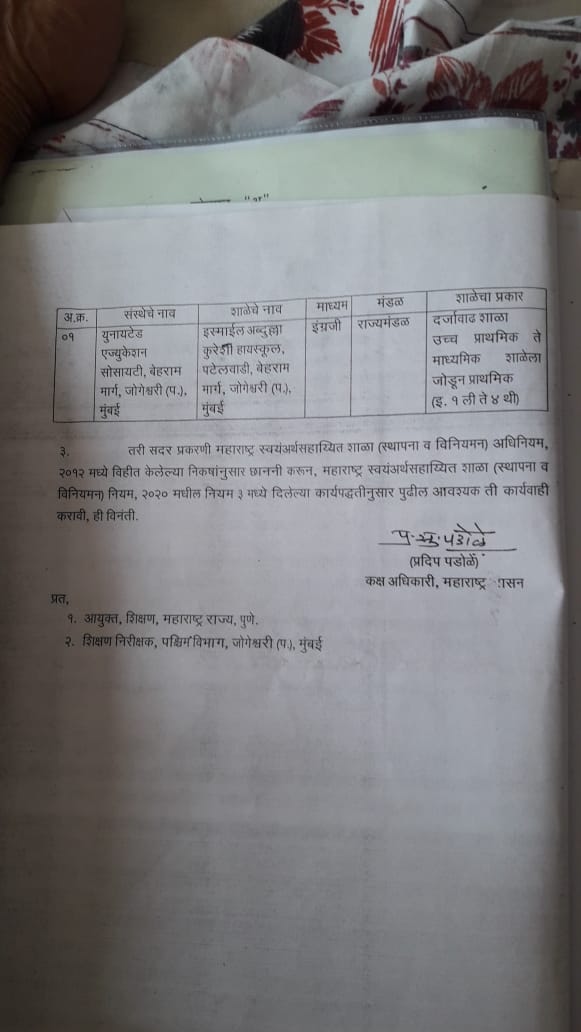 "अ"
अ.क्र. संस्थेचे नाव शाळेचे नाव माध्यम मंडळ शाळेचा प्रकार
०१ युनायटेड इस्माईल अब्दुल्ला इंग्रजी राज्यमंडळ दर्जावाढ शाळा
एज्युकेशन कुरेशी हायस्कूल, उच्च प्राथमिक ते
सोसायटी, बेहराम पटेलवाडी, बेहराम माध्यमिक शाळेला
मार्ग, जोगेश्वरी (प.), मार्ग, जोगेश्वरी (प.), जोडून प्राथमिक
मुंबई मुंबई (इ. १ ली ते ४ थी)
३. तरी सदर प्रकरणी महाराष्ट्र स्वयंअर्थसहाय्यित शाळा (स्थापना व विनियमन) अधिनियम,
२०१२ मध्ये विहीत केलेल्या निकषांनुसार छाननी करून, महाराष्ट्र स्वयंअर्थसहाय्यित शाळा (स्थापना व
विनियमन) नियम, २०२० मधील नियम ३ मध्ये दिलेल्या कार्यपद्धतीनुसार पुढील आवश्यक ती कार्यवाही
करावी, ही विनंती.
प.सु.पडोळे
(प्रदिप पडोळें)
कक्ष अधिकारी, महाराष्ट्र ासन
प्रत,
१. आयुक्त, शिक्षण, महाराष्ट्र राज्य, पुणे.
२. शिक्षण निरीक्षक, पश्चिम विभाग, जोगेश्वरी (प.), मुंबई